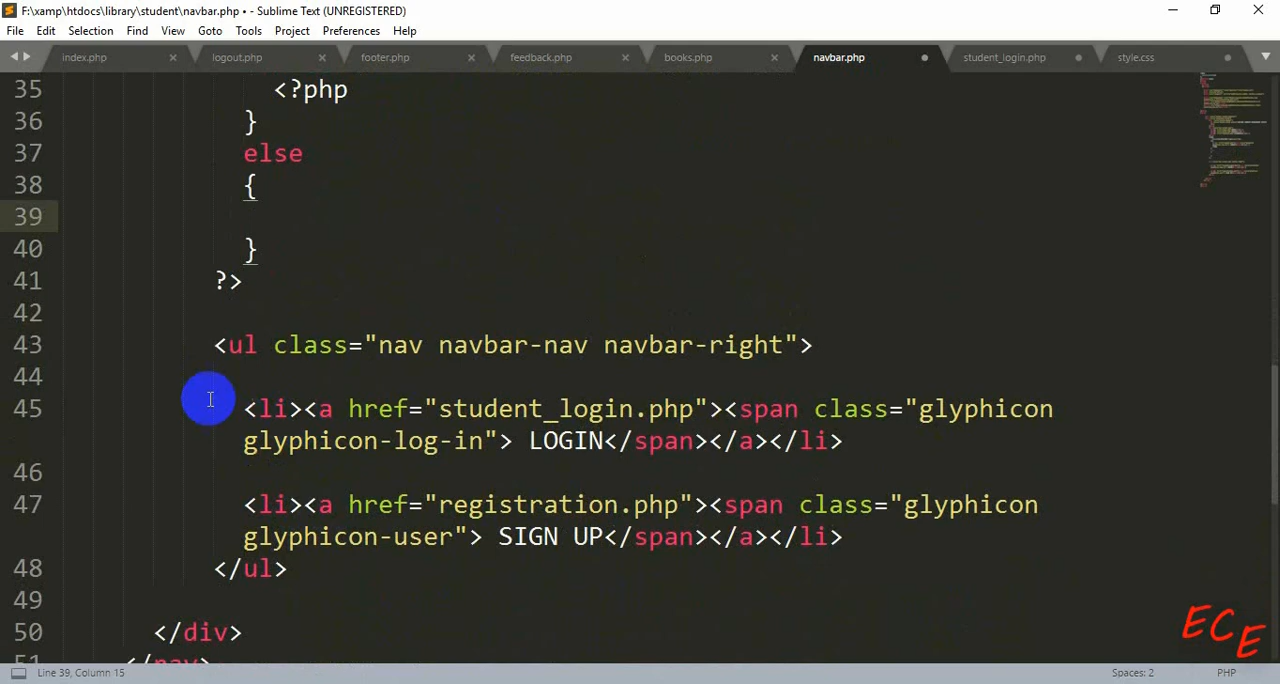 F:\xamp\htdocs\library\student\navbar.php • - Sublime Text (UNREGISTERED)
File Edit Selection Find View Goto Tools Project Preferences Help
index.php logout.php footer.php feedback.php books.php navbar.php student_login.php style.css
35 <?php
36 }
37 else
38 {
39
40 }
41 ?>
42
43 <ul class="nav navbar-nav navbar-right">
44
45 <li><a href="student_login.php"><span class="glyphicon
glyphicon-log-in"> LOGIN</span></a></li>
46
47 <li><a href="registration.php"><span class="glyphicon
glyphicon-user"> SIGN UP</span></a></li>
48 </ul>
49
50 </div>
51 </nav>
ECE
Line 39, Column 15 Spaces: 2 PHP